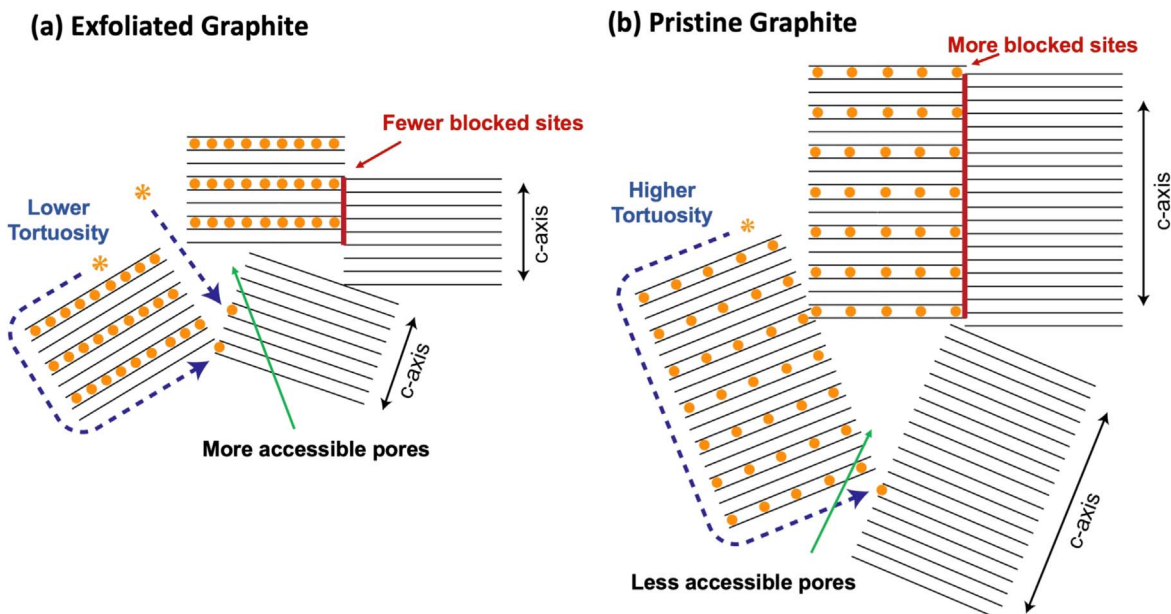 (a) Exfoliated Graphite
Fewer blocked sites
Lower
Tortuosity
c-axis
c-axis
More accessible pores
(b) Pristine Graphite
More blocked sites
Higher
Tortuosity
c-axis
c-axis
Less accessible pores